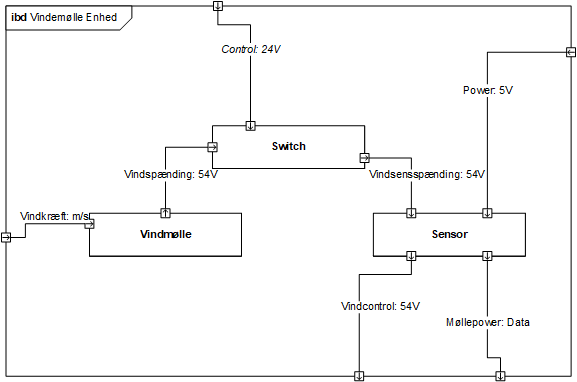 ibd Vindemølle Enhed
Control: 24V
Power: 5V
Switch
Vindspænding: 54V
Vindsensspænding: 54V
Vindkræft: m/s
Vindmølle
Sensor
Vindcontrol: 54V
Møllepower: Data